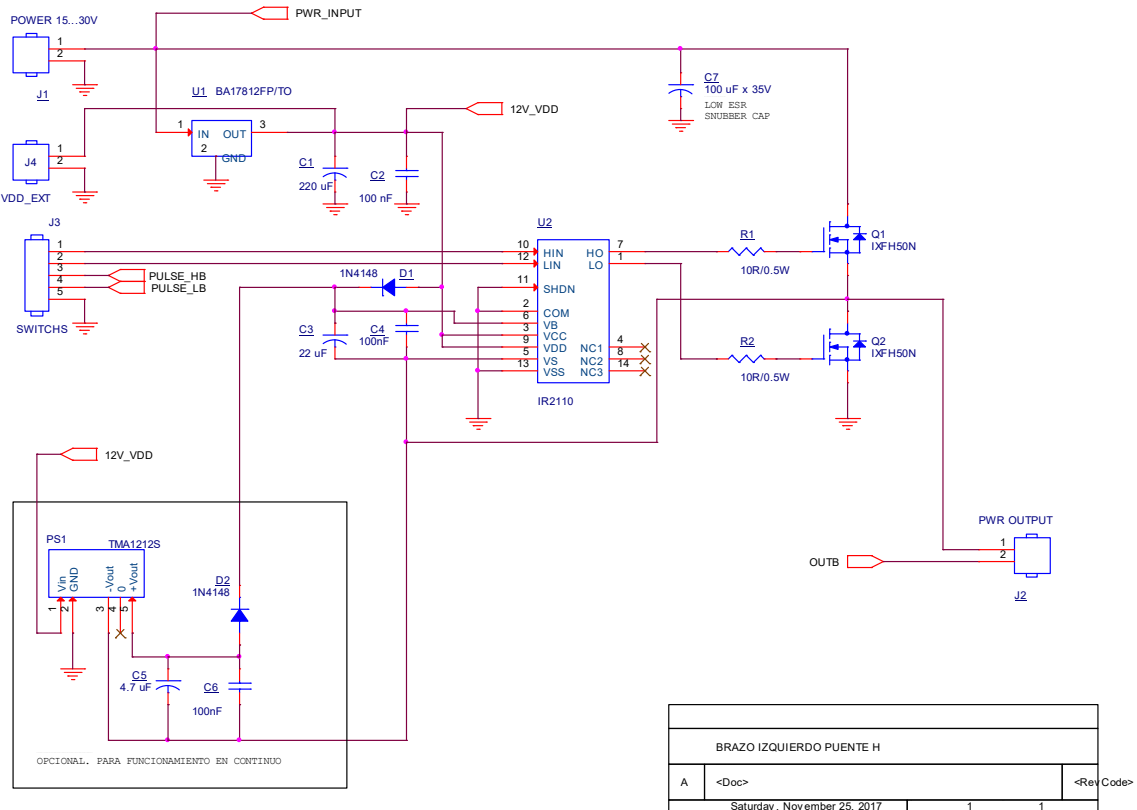 POWER 15...30V
1
2
J1
PWR_INPUT
U1 BA17812FP/TO
1
IN
OUT
3
2
GND
12V_VDD
C7
100 uF x 35V
LOW ESR
SNUBBER CAP
J4
1
2
VDD_EXT
C1
220 uF
C2
100 nF
J3
1
2
3
4
5
SWITCHS
PULSE_HB
PULSE_LB
1N4148
D1
C3
22 uF
C4
100nF
U2
10
HIN
12
LIN
11
SHDN
2
COM
6
VB
3
VCC
9
VDD
5
VS
13
VSS
HO
7
LO
1
NC1
4
NC2
8
NC3
14
IR2110
R1
10R/0.5W
R2
10R/0.5W
Q1
IXFH50N
Q2
IXFH50N
12V_VDD
PS1
TMA1212S
Vin
GND
-Vout
0
+Vout
1
2
3
4
5
D2
1N4148
C5
4.7 uF
C6
100nF
OPCIONAL. PARA FUNCIONAMIENTO EN CONTINUO
PWR OUTPUT
1
2
J2
OUTB
BRAZO IZQUIERDO PUENTE H
A
<Doc>
<RevCode>
Saturday, November 25, 2017
1
1